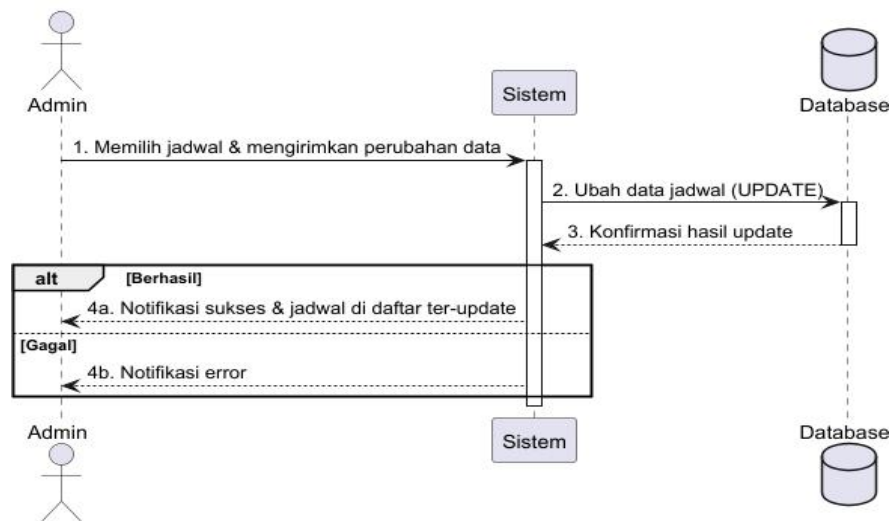 Admin
Sistem
Database
1. Memilih jadwal & mengirimkan perubahan data
2. Ubah data jadwal (UPDATE)
3. Konfirmasi hasil update
alt [Berhasil]
4a. Notifikasi sukses & jadwal di daftar ter-update
[Gagal]
4b. Notifikasi error
Admin
Sistem
Database